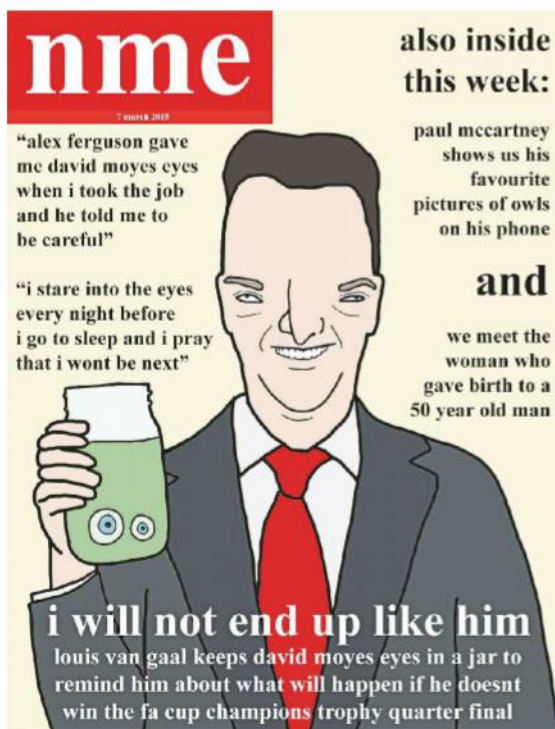 nme
7 march 2015
also inside
this week:
paul mccartney
shows us his
favourite
pictures of owls
on his phone
and
we meet the
woman who
gave birth to a
50 year old man
“alex ferguson gave
me david moyes eyes
when i took the job
and he told me to
be careful”
“i stare into the eyes
every night before
i go to sleep and i pray
that i wont be next”
i will not end up like him
louis van gaal keeps david moyes eyes in a jar to
remind him about what will happen if he doesnt
win the fa cup champions trophy quarter final